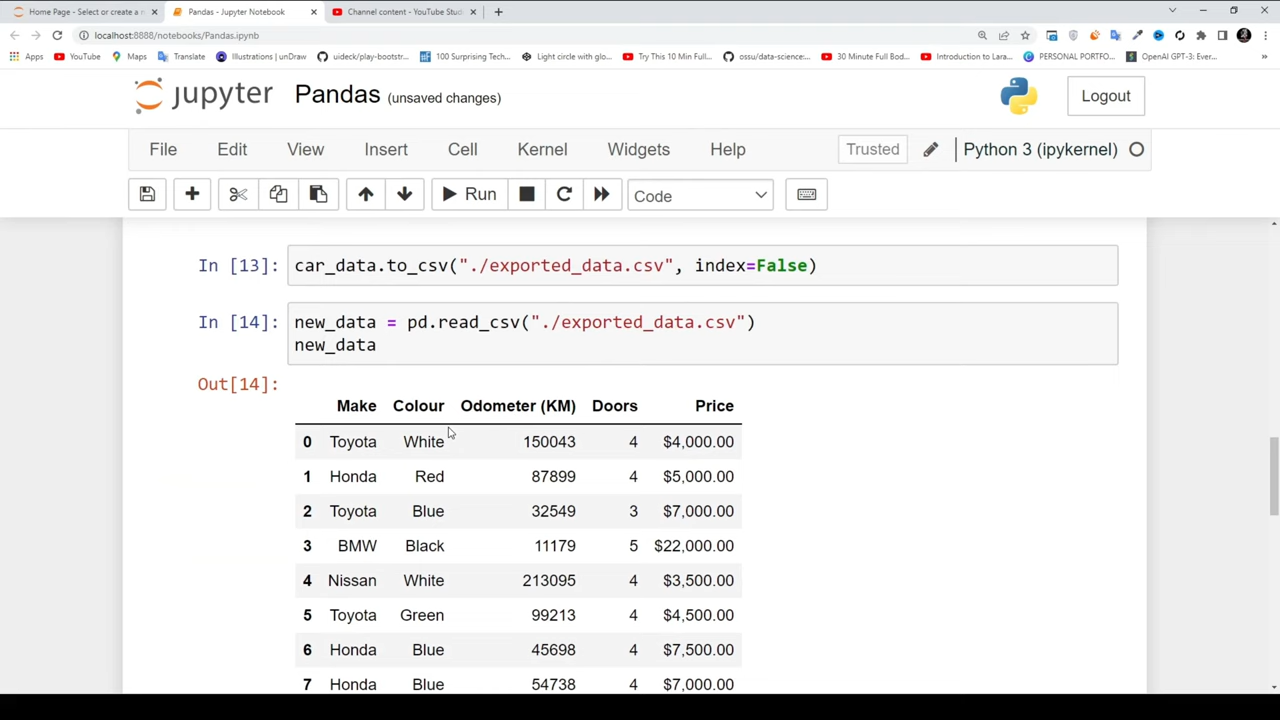 Home Page - Select or create a n
Pandas - Jupyter Notebook
Channel content - YouTube Stud
localhost:8888/notebooks/Pandas.ipynb
Apps YouTube Maps Translate Illustrations | unDraw uideck/play-bootstr... 100 Surprising Tech... Light circle with glo... Try This 10 Min Full... ossu/data-science:... 30 Minute Full Bod... Introduction to Lara... PERSONAL PORTFO... OpenAI GPT-3: Ever... »
jupyter Pandas (unsaved changes) Logout
File Edit View Insert Cell Kernel Widgets Help Trusted Python 3 (ipykernel)
Run Code
In [13]: car_data.to_csv("./exported_data.csv", index=False)
In [14]: new_data = pd.read_csv("./exported_data.csv")
new_data
Out[14]:
Make Colour Odometer (KM) Doors Price
0 Toyota White 150043 4 $4,000.00
1 Honda Red 87899 4 $5,000.00
2 Toyota Blue 32549 3 $7,000.00
3 BMW Black 11179 5 $22,000.00
4 Nissan White 213095 4 $3,500.00
5 Toyota Green 99213 4 $4,500.00
6 Honda Blue 45698 4 $7,500.00
7 Honda Blue 54738 4 $7,000.00